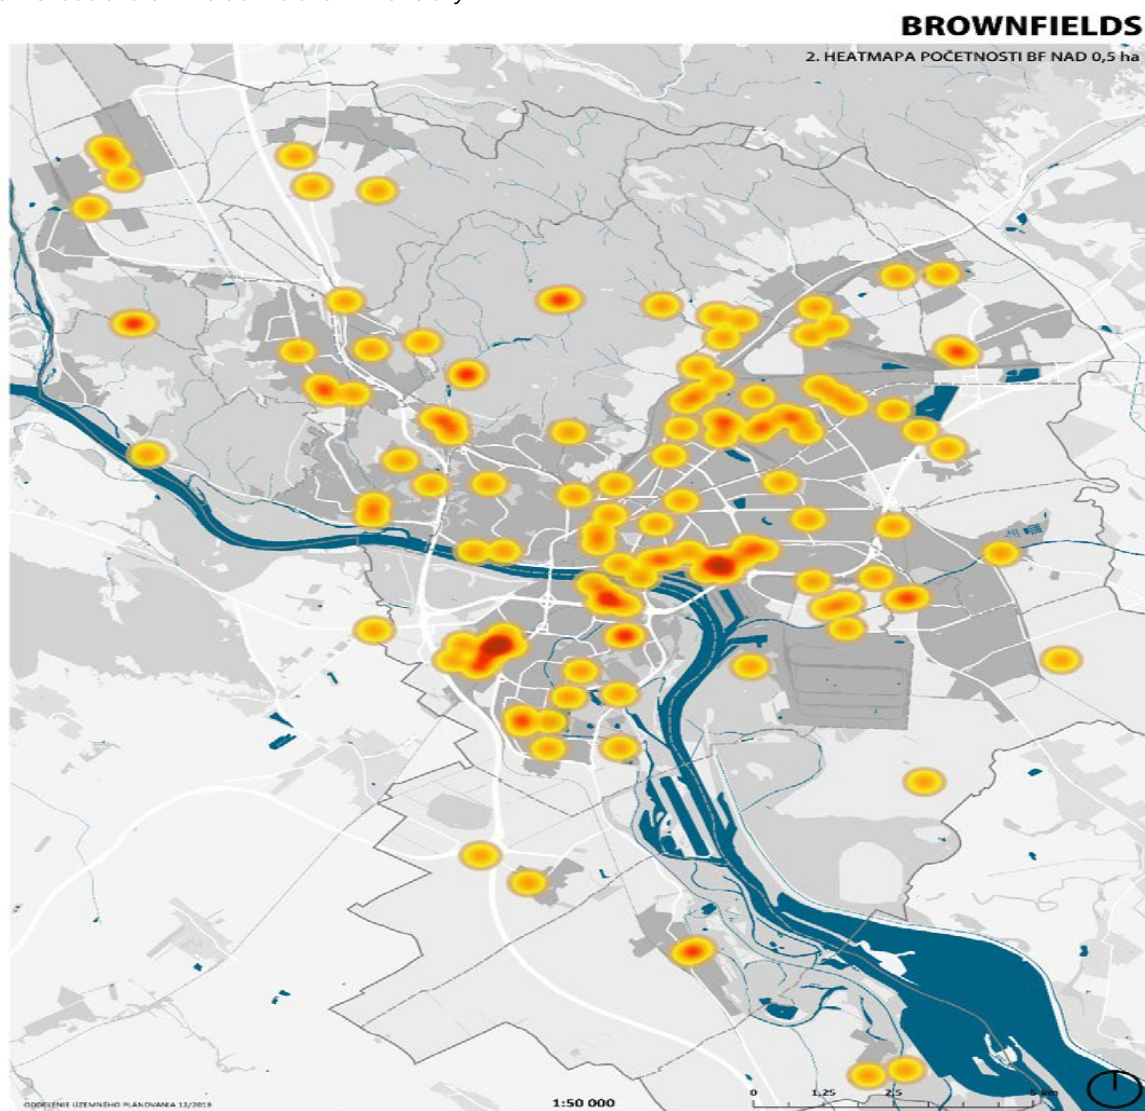 BROWNFIELDS
2. HEATMAPA POČETNOSTI BF NAD 0,5 ha
ODDELENIE ÚZEMNÉHO PLÁNOVANIA 12/2019
1:50 000
0 1,25 2,5 5 km